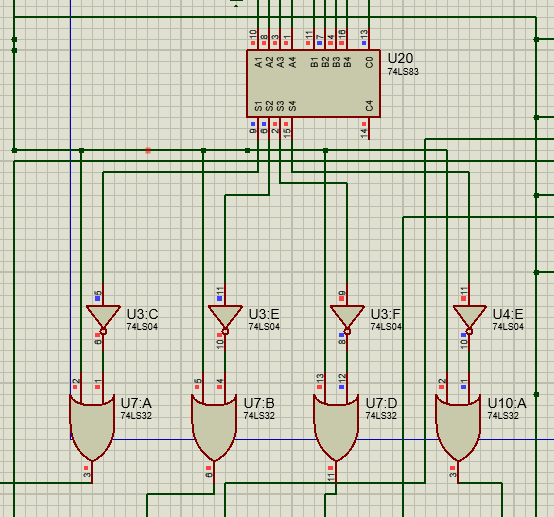 10 8 3 1 11 7 4 16 13
A1 A2 A3 A4 B1 B2 B3 B4 C0
U20
74LS83
S1 S2 S3 S4 C4
9 6 2 15 14
5 11 9 11
U3:C U3:E U3:F U4:E
74LS04 74LS04 74LS04 74LS04
6 10 8 10
2 1 5 4 13 12 2 1
U7:A U7:B U7:D U10:A
74LS32 74LS32 74LS32 74LS32
3 6 11 3